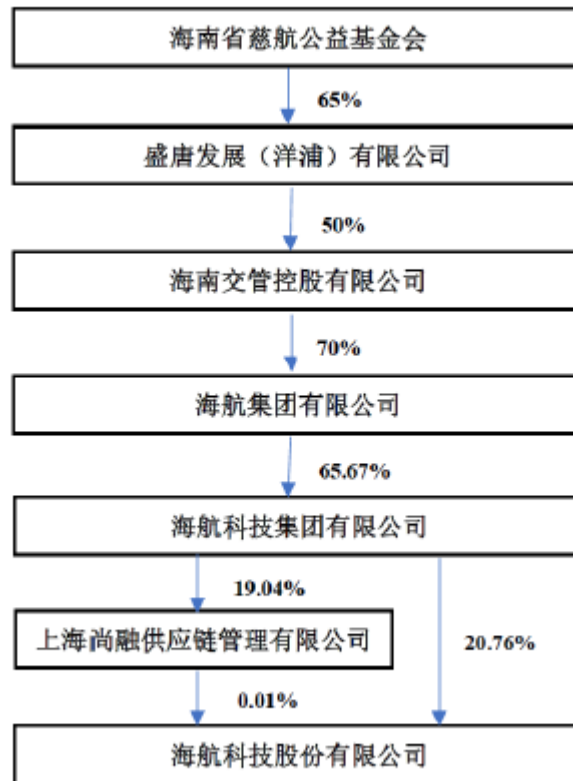 海南省慈航公益基金会
65%
盛唐发展（洋浦）有限公司
50%
海南交管控股有限公司
70%
海航集团有限公司
65.67%
海航科技集团有限公司
19.04%
上海尚融供应链管理有限公司
20.76%
0.01%
海航科技股份有限公司